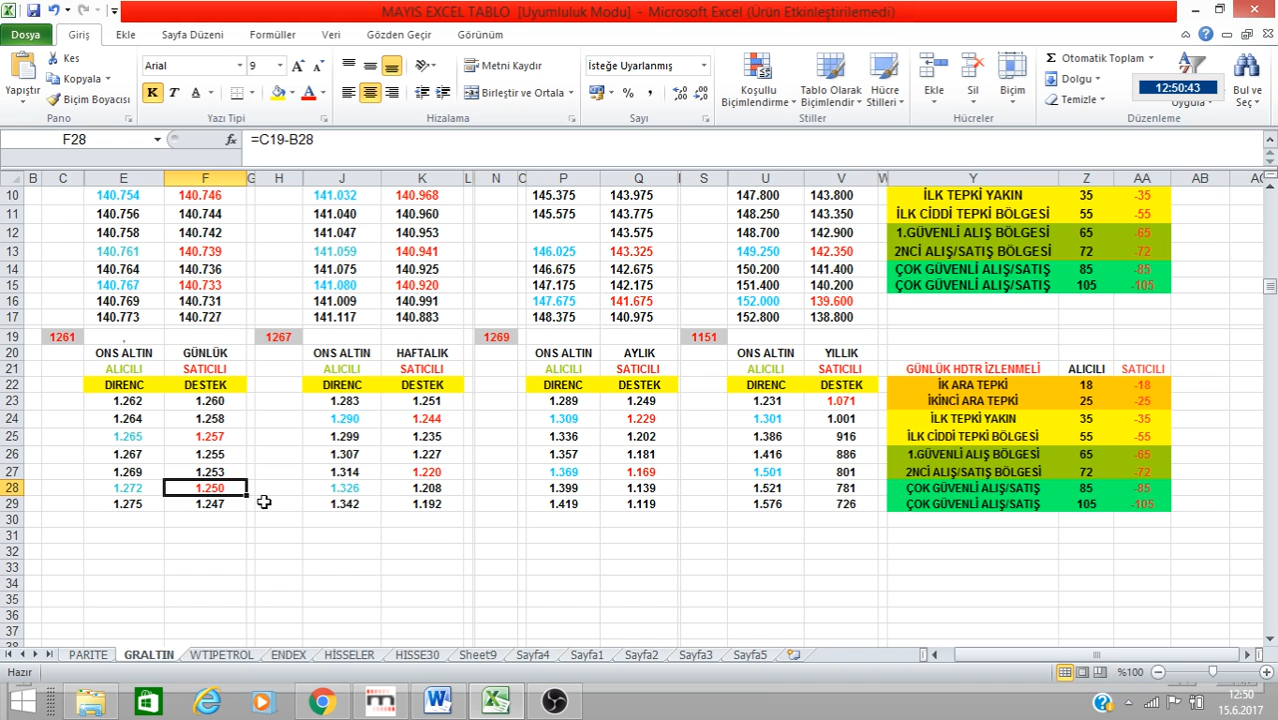 MAYIS EXCEL TABLO [Uyumluluk Modu] - Microsoft Excel (Ürün Etkinleştirilemedi)
Dosya Giriş Ekle Sayfa Düzeni Formüller Veri Gözden Geçir Görünüm
Yapıştır Kes Kopyala Biçim Boyacısı Pano
Arial 9 K T A A Yazı Tipi
Metni Kaydır Birleştir ve Ortala Hizalama
İsteğe Uyarlanmış % Sayı
Koşullu Biçimlendirme Tablo Olarak Biçimlendir Hücre Stilleri Stiller
Ekle Sil Biçim Hücreler
Otomatik Toplam Dolgu Temizle Uygula Bul ve Seç Düzenleme
12:50:43
F28 fx =C19-B28
B C E F G H J K L N O P Q S U V W Y Z AA AB
10 140.754 140.746 141.032 140.968 145.375 143.975 147.800 143.800 İLK TEPKİ YAKIN 35 -35
11 140.756 140.744 141.040 140.960 145.575 143.775 148.250 143.350 İLK CİDDİ TEPKİ BÖLGESİ 55 -55
12 140.758 140.742 141.047 140.953 143.575 148.700 142.900 1.GÜVENLİ ALIŞ BÖLGESİ 65 -65
13 140.761 140.739 141.059 140.941 146.025 143.325 149.250 142.350 2NCİ ALIŞ/SATIŞ BÖLGESİ 72 -72
14 140.764 140.736 141.075 140.925 146.675 142.675 150.200 141.400 ÇOK GÜVENLİ ALIŞ/SATIŞ 85 -85
15 140.767 140.733 141.080 140.920 147.175 142.175 151.400 140.200 ÇOK GÜVENLİ ALIŞ/SATIŞ 105 -105
16 140.769 140.731 141.009 140.991 147.675 141.675 152.000 139.600
17 140.773 140.727 141.117 140.883 148.375 140.975 152.800 138.800
19 1261 , 1267 1269 1151
20 ONS ALTIN GÜNLÜK ONS ALTIN HAFTALIK ONS ALTIN AYLIK ONS ALTIN YILLIK
21 ALICILI SATICILI ALICILI SATICILI ALICILI SATICILI ALICILI SATICILI GÜNLÜK HDTR İZLENMELİ ALICILI SATICILI
22 DIRENC DESTEK DIRENC DESTEK DIRENC DESTEK DIRENC DESTEK İK ARA TEPKİ 18 -18
23 1.262 1.260 1.283 1.251 1.289 1.249 1.231 1.071 İKİNCİ ARA TEPKİ 25 -25
24 1.264 1.258 1.290 1.244 1.309 1.229 1.301 1.001 İLK TEPKİ YAKIN 35 -35
25 1.265 1.257 1.299 1.235 1.336 1.202 1.386 916 İLK CİDDİ TEPKİ BÖLGESİ 55 -55
26 1.266 1.255 1.307 1.227 1.357 1.181 1.416 886 1.GÜVENLİ ALIŞ BÖLGESİ 65 -65
27 1.269 1.253 1.314 1.220 1.369 1.169 1.501 801 2NCİ ALIŞ/SATIŞ BÖLGESİ 72 -72
28 1.272 1.250 1.326 1.208 1.399 1.139 1.521 781 ÇOK GÜVENLİ ALIŞ/SATIŞ 85 -85
29 1.275 1.247 1.342 1.192 1.419 1.119 1.576 726 ÇOK GÜVENLİ ALIŞ/SATIŞ 105 -105
30
31
32
33
34
35
36
37
PARITE GRALTIN WTIPETROL ENDEX HİSSELER HISSE30 Sheet9 Sayfa4 Sayfa1 Sayfa2 Sayfa3 Sayfa5
Hazır %100
12:50
15.6.2017